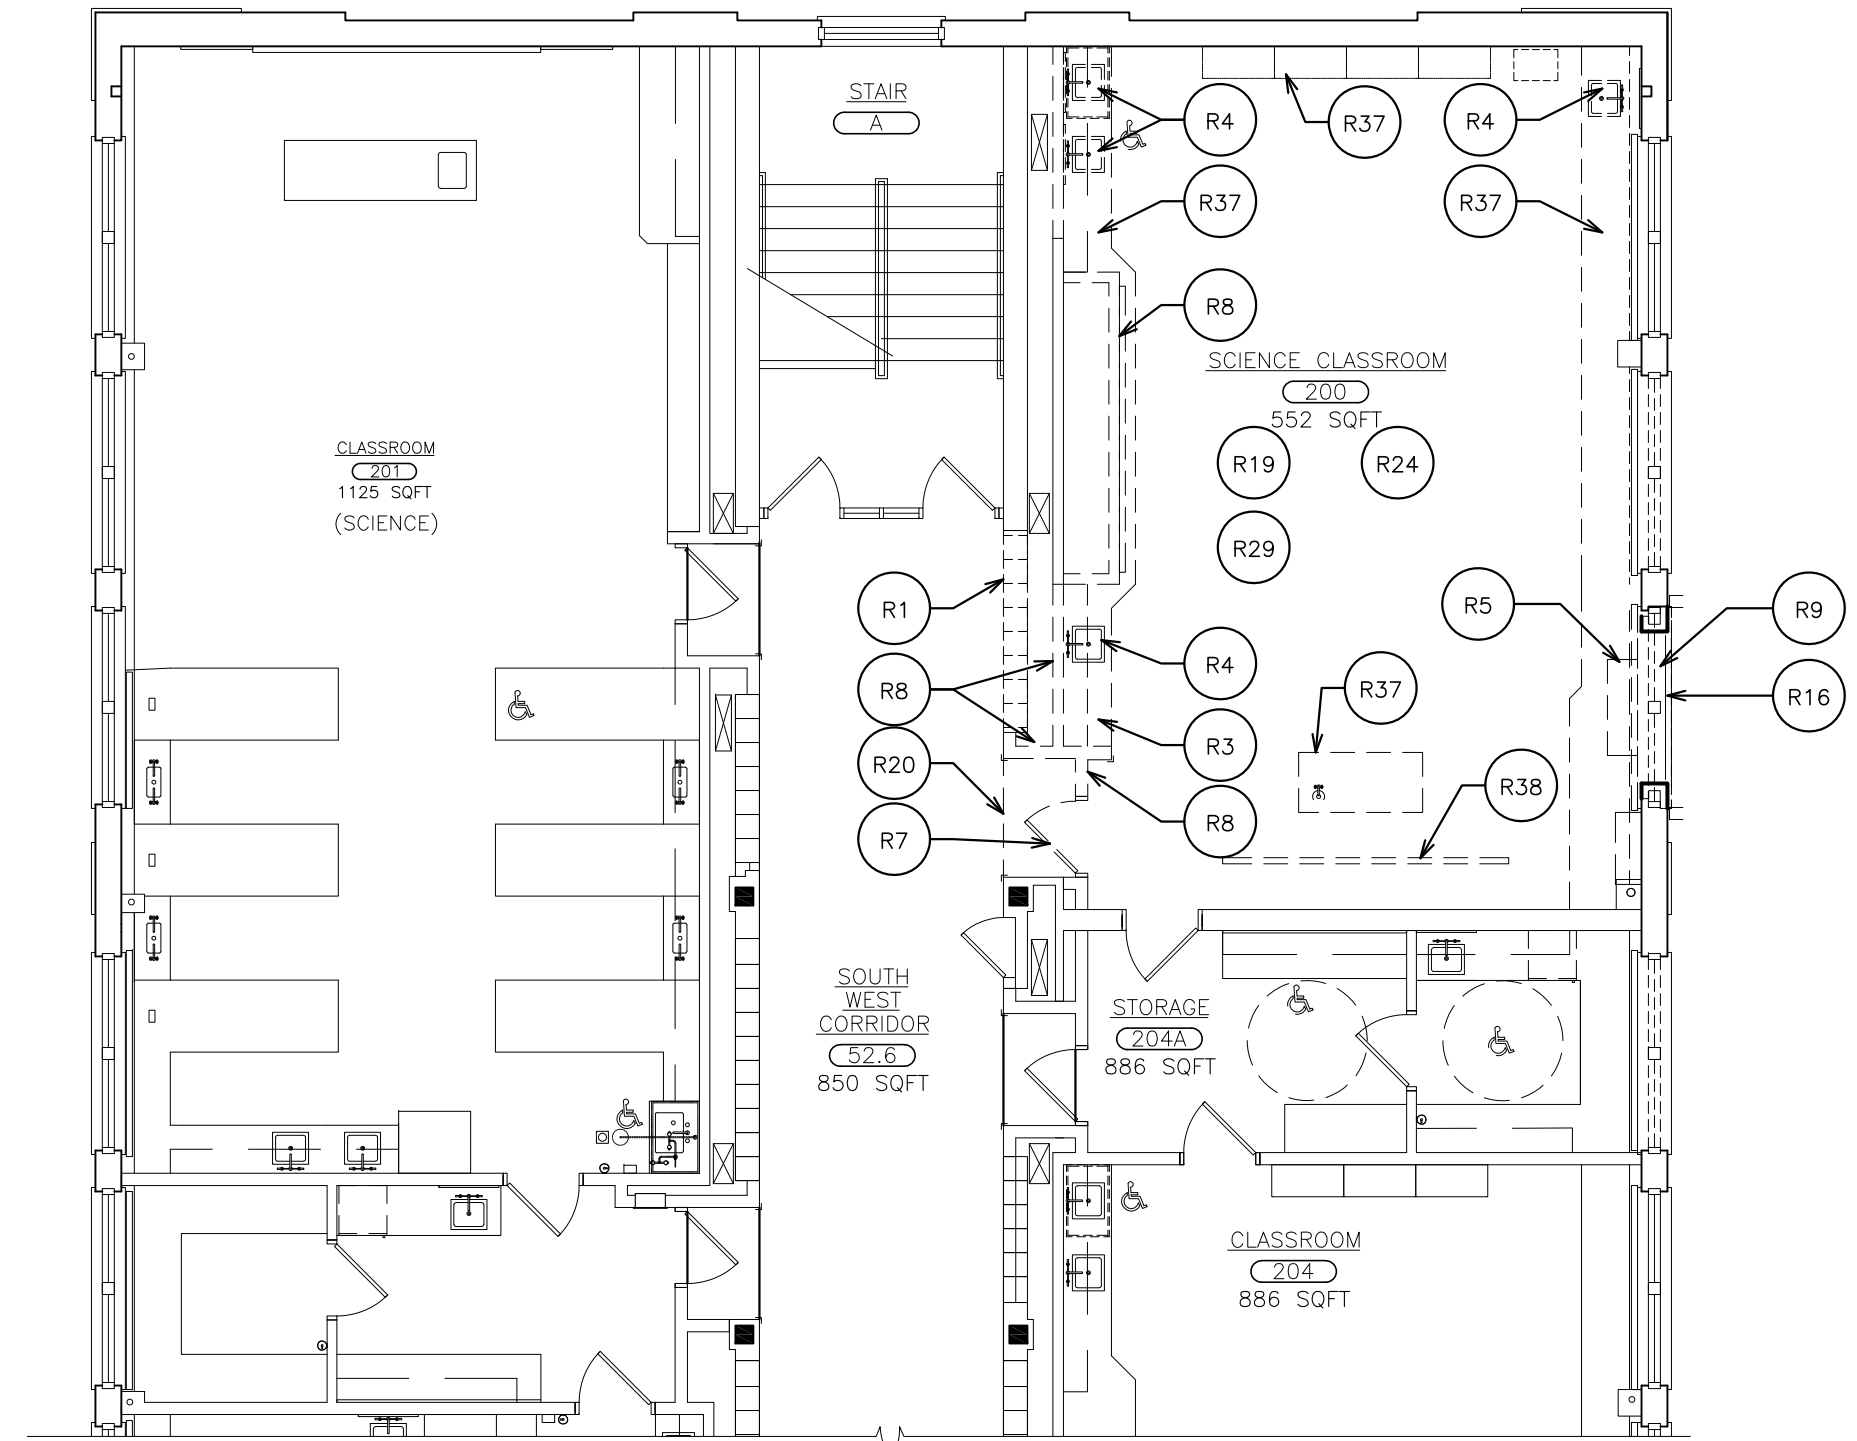 STAIR
A
R4
R37
R4
R37
R37
R8
SCIENCE CLASSROOM
200
552 SQFT
CLASSROOM
201
1125 SQFT
(SCIENCE)
R19
R24
R29
R1
R5
R9
R4
R8
R37
R16
R3
R20
R38
R8
R7
SOUTH
WEST
CORRIDOR
52.6
850 SQFT
STORAGE
204A
886 SQFT
CLASSROOM
204
886 SQFT